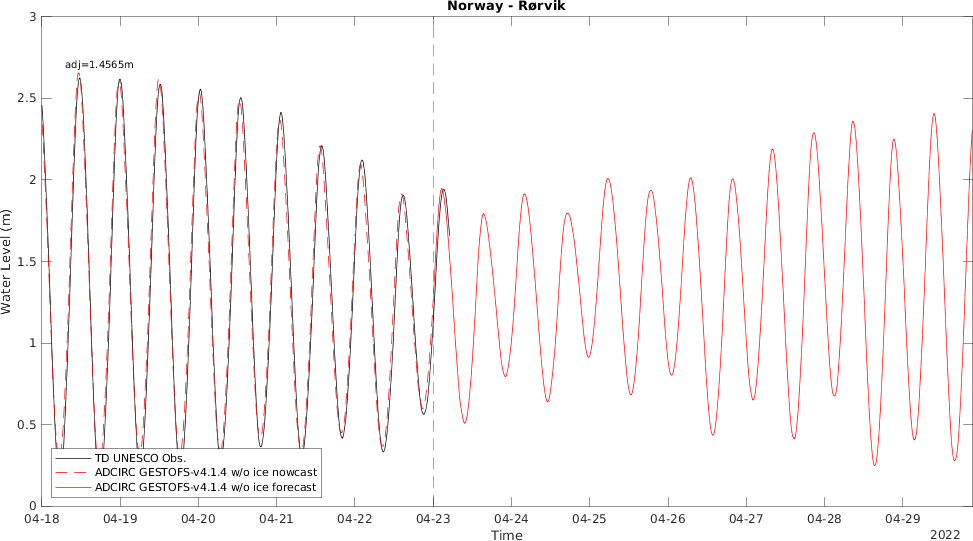 Norway - Rørvik
adj=1.4565m
3
2.5
2
1.5
1
0.5
0
Water Level (m)
TD UNESCO Obs.
ADCIRC GESTOFS-v4.1.4 w/o ice nowcast
ADCIRC GESTOFS-v4.1.4 w/o ice forecast
04-18 04-19 04-20 04-21 04-22 04-23 04-24 04-25 04-26 04-27 04-28 04-29
Time
2022